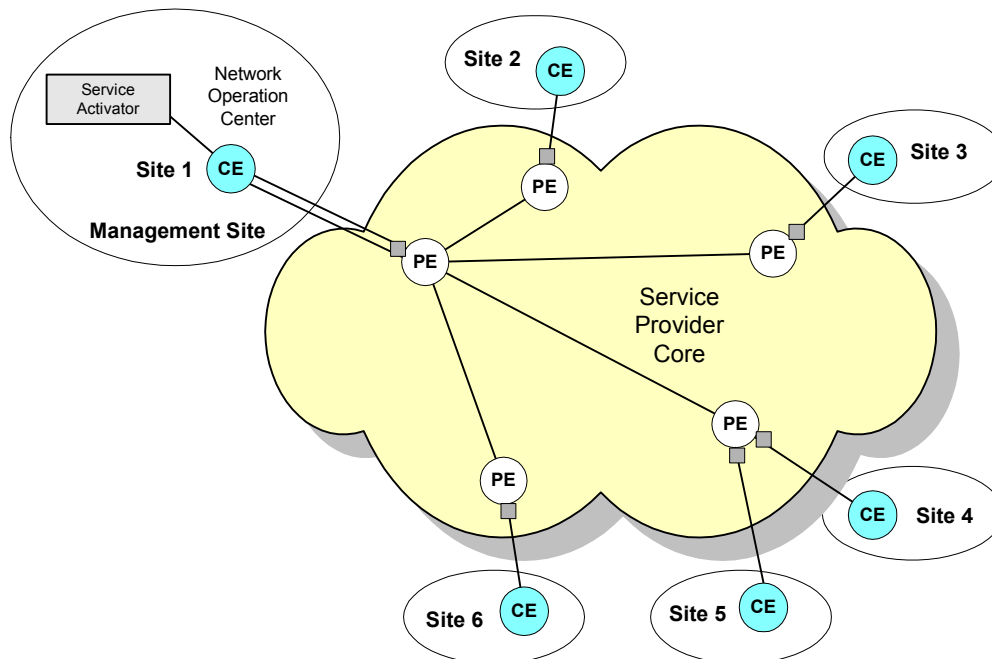 Service
Activator
Network
Operation
Center
Site 1
CE
Management Site
Site 2
CE
CE
Site 3
PE
PE
PE
Service
Provider
Core
PE
PE
CE
Site 4
Site 5
CE
Site 6
CE